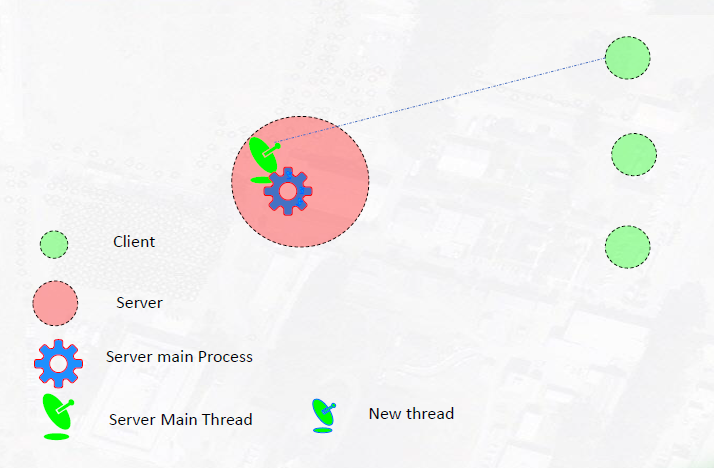 Client
Server
Server main Process
Server Main Thread
New thread